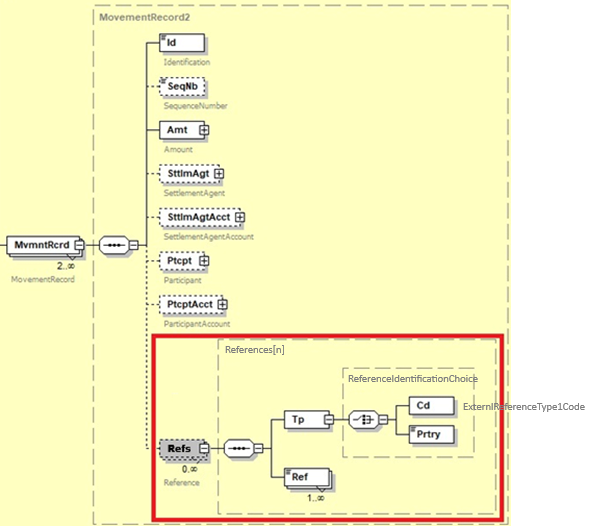 MovementRecord2
Id
Identification
SeqNb
SequenceNumber
Amt
Amount
SttlmAgt
SettlementAgent
SttlmAgtAcct
SettlementAgentAccount
MvmntRcrd
2..∞
MovementRecord
Ptcpt
Participant
PtcptAcct
ParticipantAccount
References[n]
ReferenceIdentificationChoice
Cd
ExternlReferenceType1Code
Tp
Prtry
Refs
0..∞
Reference
Ref
1..∞